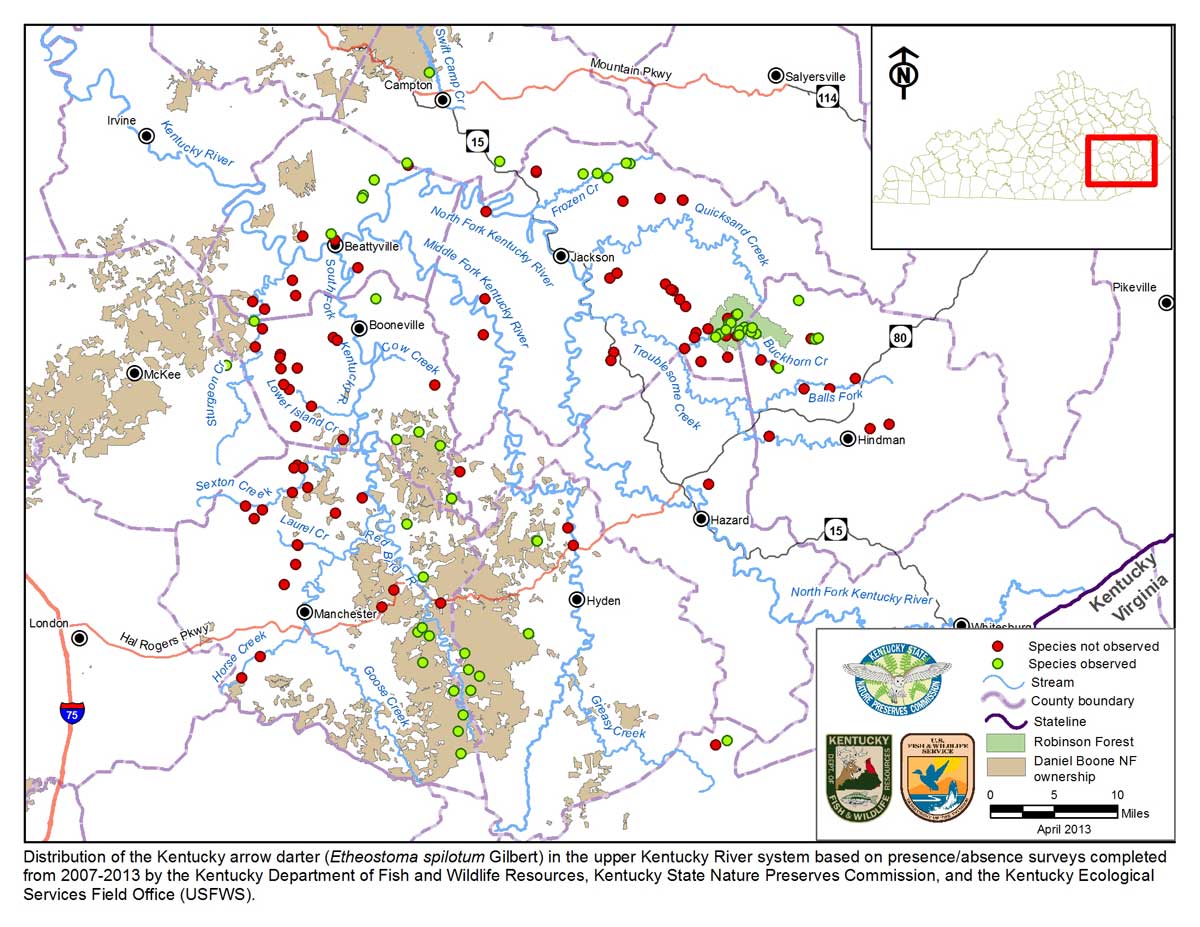 Swift Camp Cr
Mountain Pkwy
Salyersville
Campton
114
Irvine
Kentucky River
15
N
Frozen Cr
North Fork Kentucky River
Quicksand Creek
Beattyville
Middle Fork Kentucky River
Jackson
South Fork
Kentucky R.
Pikeville
Booneville
Cow Creek
80
Buckhorn Cr
Troublesome Creek
McKee
Sturgeon Cr
Lower Island Cr
Balls Fork
Hindman
Sexton Creek
Laurel Cr
Red Bird R.
Hazard
15
Kentucky
Virginia
North Fork Kentucky River
Hyden
Manchester
London
Hal Rogers Pkwy
Whitesburg
Horse Creek
Goose Creek
Greasy Creek
75
KENTUCKY STATE
NATURE PRESERVES COMMISSION
KENTUCKY
DEPT. OF
FISH & WILDLIFE
RESOURCES
U.S.
FISH & WILDLIFE
SERVICE
DEPARTMENT OF THE INTERIOR
Species not observed
Species observed
Stream
County boundary
Stateline
Robinson Forest
Daniel Boone NF
ownership
0 5 10
Miles
April 2013
Distribution of the Kentucky arrow darter (Etheostoma spilotum Gilbert) in the upper Kentucky River system based on presence/absence surveys completed
from 2007-2013 by the Kentucky Department of Fish and Wildlife Resources, Kentucky State Nature Preserves Commission, and the Kentucky Ecological
Services Field Office (USFWS).